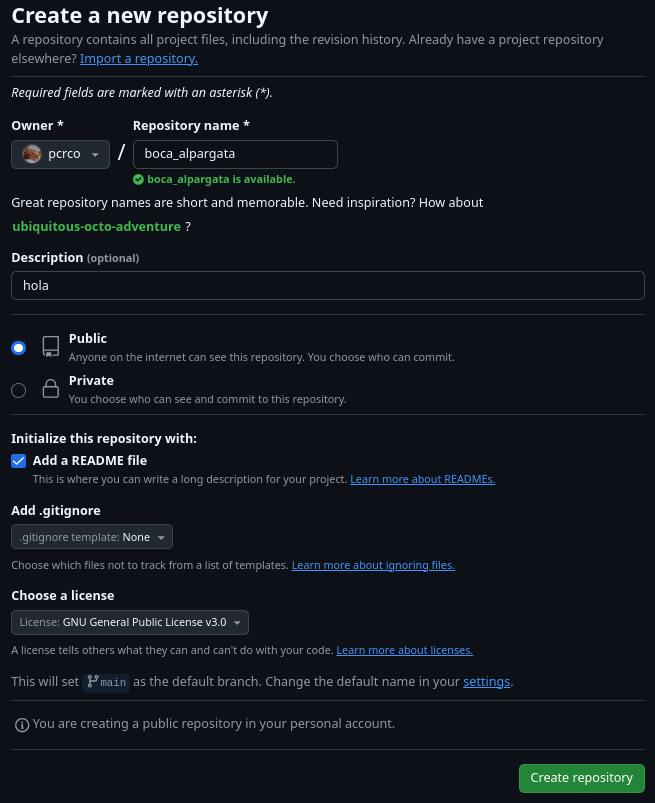 Create a new repository
A repository contains all project files, including the revision history. Already have a project repository
elsewhere? Import a repository.
Required fields are marked with an asterisk (*).
Owner * Repository name *
pcrco / boca_alpargata
boca_alpargata is available.
Great repository names are short and memorable. Need inspiration? How about
ubiquitous-octo-adventure ?
Description (optional)
hola
Public
Anyone on the internet can see this repository. You choose who can commit.
Private
You choose who can see and commit to this repository.
Initialize this repository with:
Add a README file
This is where you can write a long description for your project. Learn more about READMEs.
Add .gitignore
.gitignore template: None
Choose which files not to track from a list of templates. Learn more about ignoring files.
Choose a license
License: GNU General Public License v3.0
A license tells others what they can and can't do with your code. Learn more about licenses.
This will set main as the default branch. Change the default name in your settings.
You are creating a public repository in your personal account.
Create repository